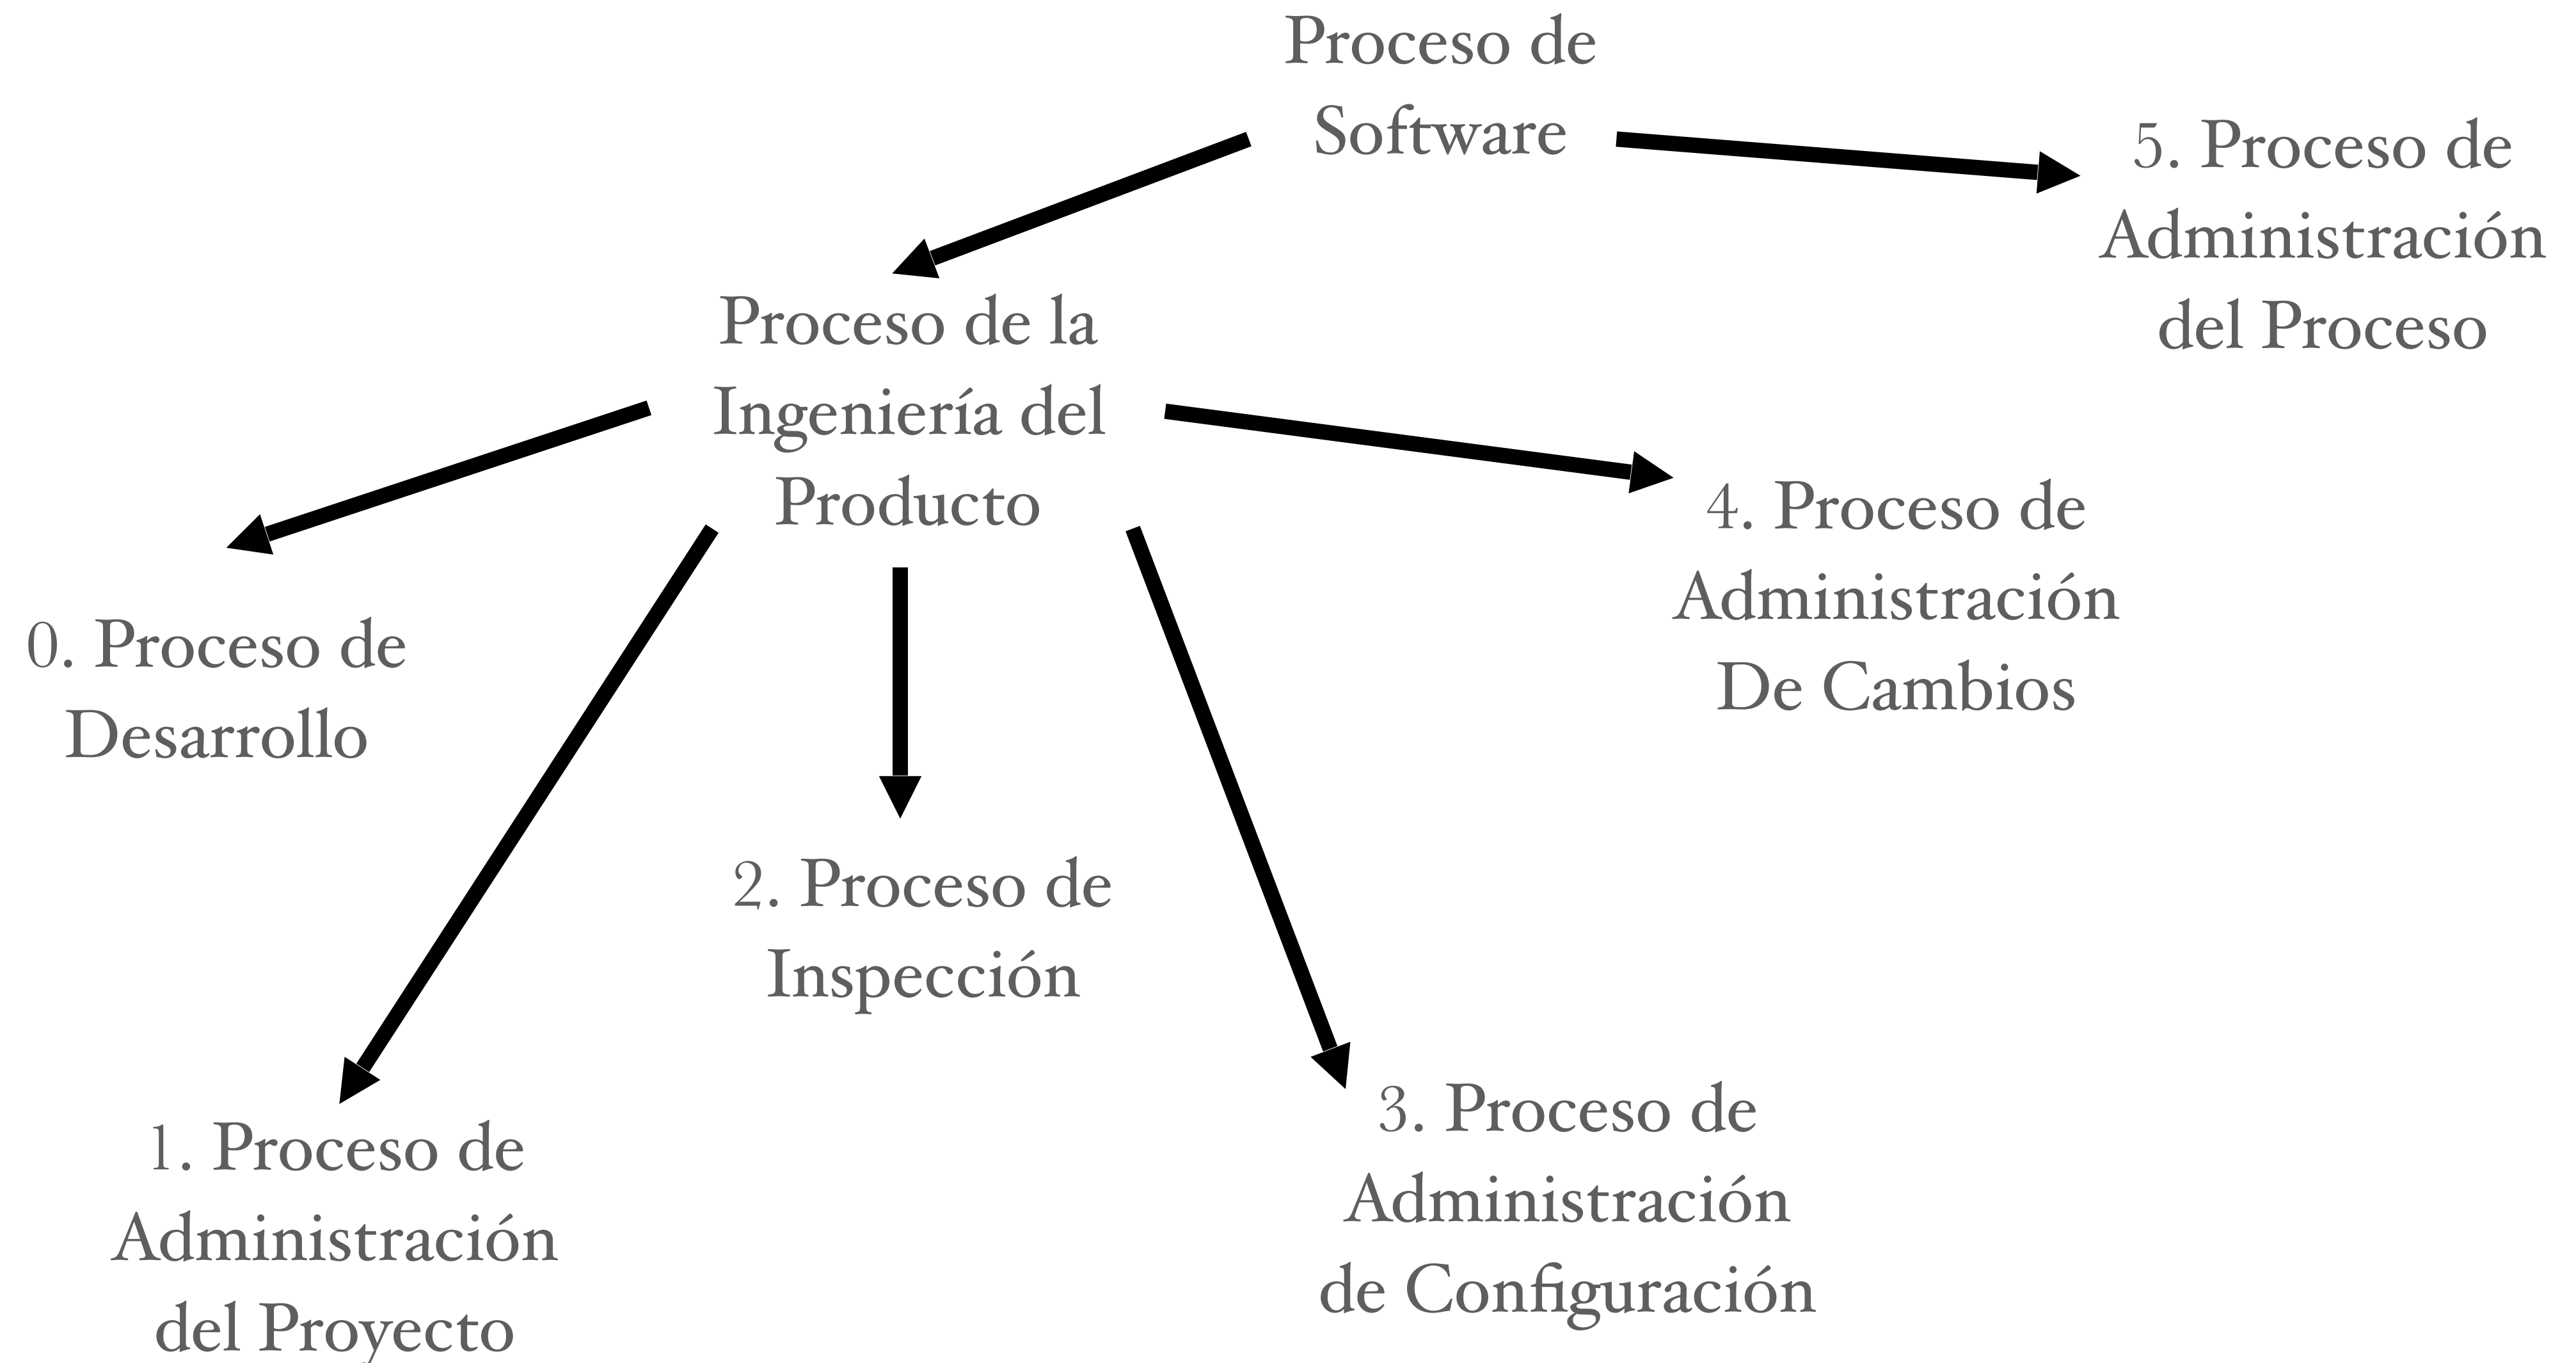 Proceso de
Software
5. Proceso de
Administración
del Proceso
Proceso de la
Ingeniería del
Producto
4. Proceso de
Administración
De Cambios
0. Proceso de
Desarrollo
2. Proceso de
Inspección
3. Proceso de
Administración
de Configuración
1. Proceso de
Administración
del Proyecto